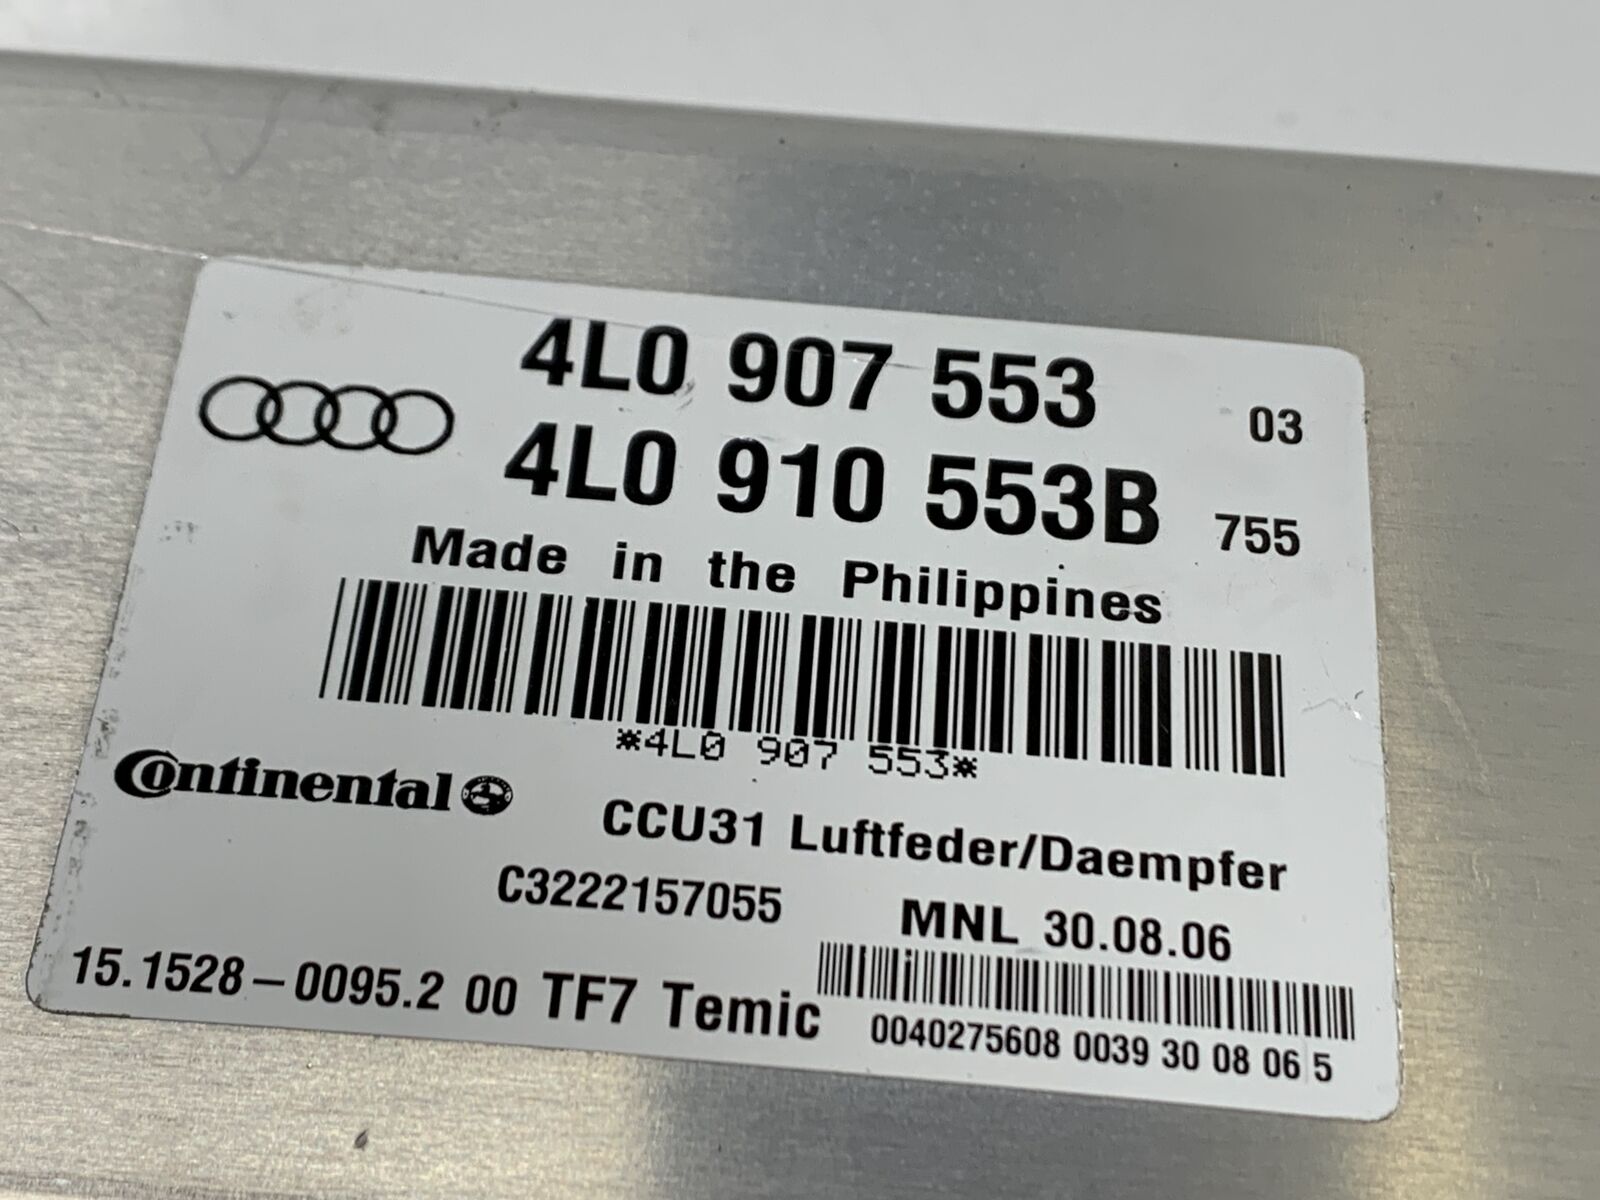 4L0 907 553 03
4L0 910 553B 755
Made in the Philippines
*4L0 907 553*
Continental
CCU31 Luftfeder/Daempfer
C3222157055
MNL 30.08.06
15.1528-0095.2 00 TF7 Temic
0040275608 0039 30 08 06 5